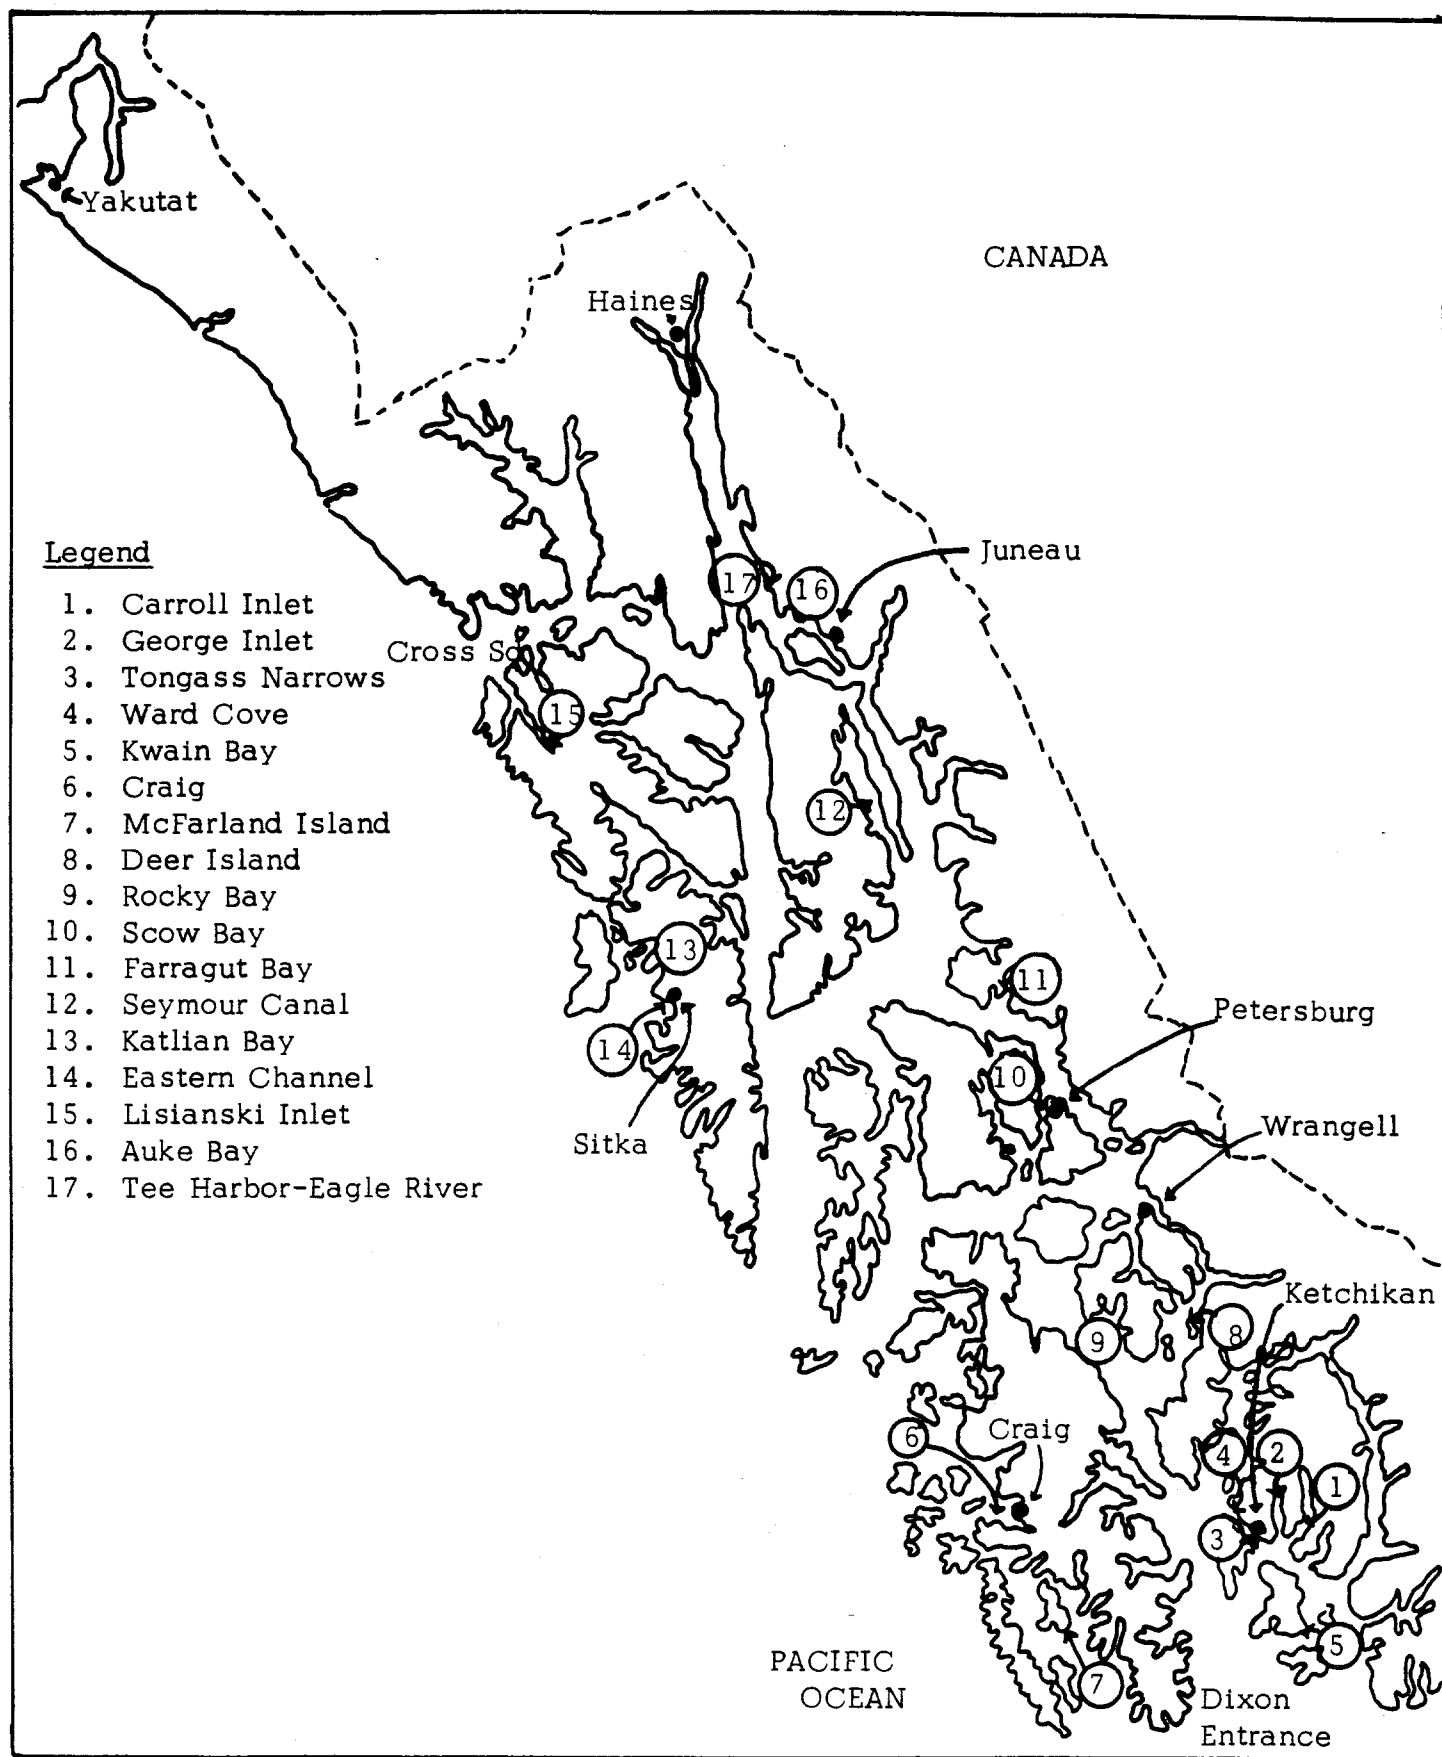 Yakutat
CANADA
Haines
Juneau
Legend
1. Carroll Inlet
2. George Inlet
3. Tongass Narrows
4. Ward Cove
5. Kwain Bay
6. Craig
7. McFarland Island
8. Deer Island
9. Rocky Bay
10. Scow Bay
11. Farragut Bay
12. Seymour Canal
13. Katlian Bay
14. Eastern Channel
15. Lisianski Inlet
16. Auke Bay
17. Tee Harbor-Eagle River
17
16
Cross Sd
15
12
13
11
14
Petersburg
10
Sitka
Wrangell
Ketchikan
8
9
6
Craig
4
2
1
3
5
7
PACIFIC
OCEAN
Dixon
Entrance